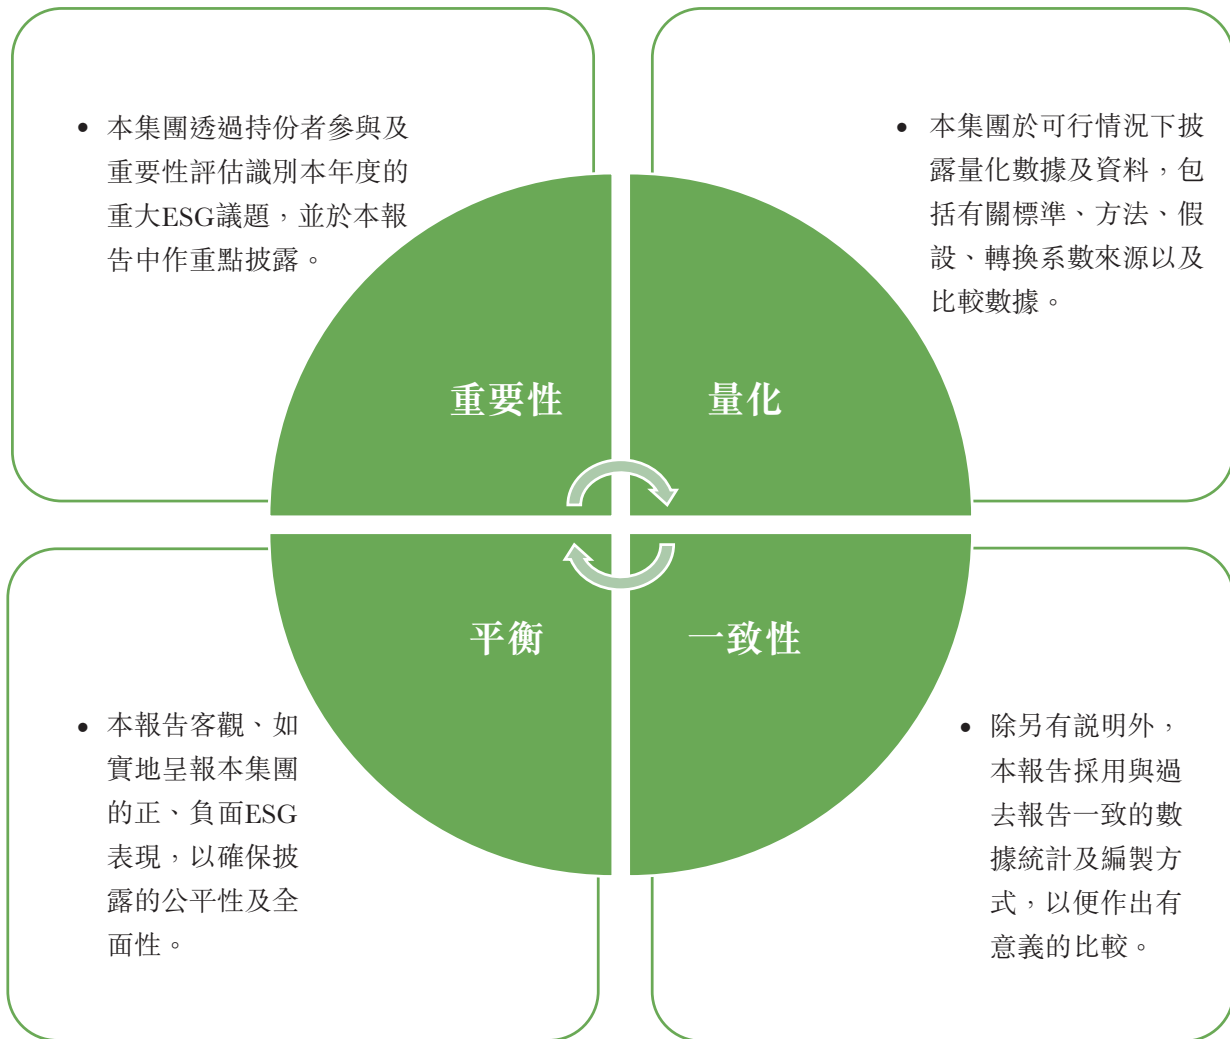 • 本集團透過持份者參與及
重要性評估識別本年度的
重大ESG議題，並於本報
告中作重點披露。
• 本集團於可行情況下披
露量化數據及資料，包
括有關標準、方法、假
設、轉換系數來源以及
比較數據。
重要性
量化
平衡
一致性
• 本報告客觀、如
實地呈報本集團
的正、負面ESG
表現，以確保披
露的公平性及全
面性。
• 除另有説明外，
本報告採用與過
去報告一致的數
據統計及編製方
式，以便作出有
意義的比較。